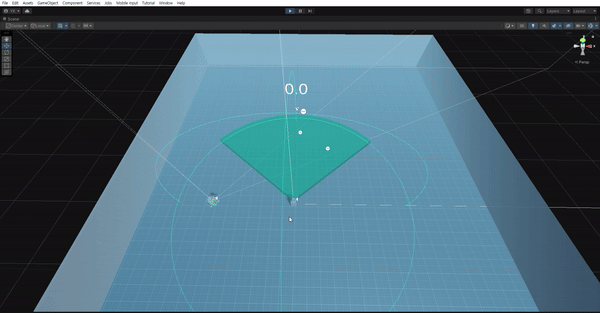 File Edit Assets GameObject Component Services Jobs Mobile Input Tutorial Window Help
Scene
Layers Layout
0.0
< Persp